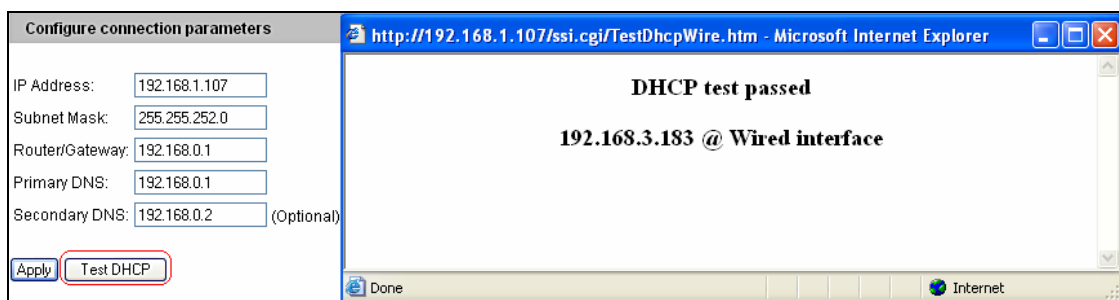 Configure connection parameters
IP Address: 192.168.1.107
Subnet Mask: 255.255.252.0
Router/Gateway: 192.168.0.1
Primary DNS: 192.168.0.1
Secondary DNS: 192.168.0.2 (Optional)
Apply Test DHCP
http://192.168.1.107/ssi.cgi/TestDhcpWire.htm - Microsoft Internet Explorer
DHCP test passed
192.168.3.183 @ Wired interface
Done Internet